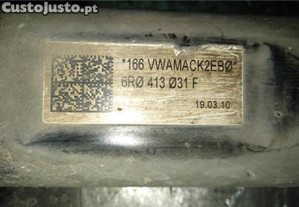 CustoJusto.pt
*166 VWAMACK2EBØ*
6RØ 413 Ø31 F
19.03.10